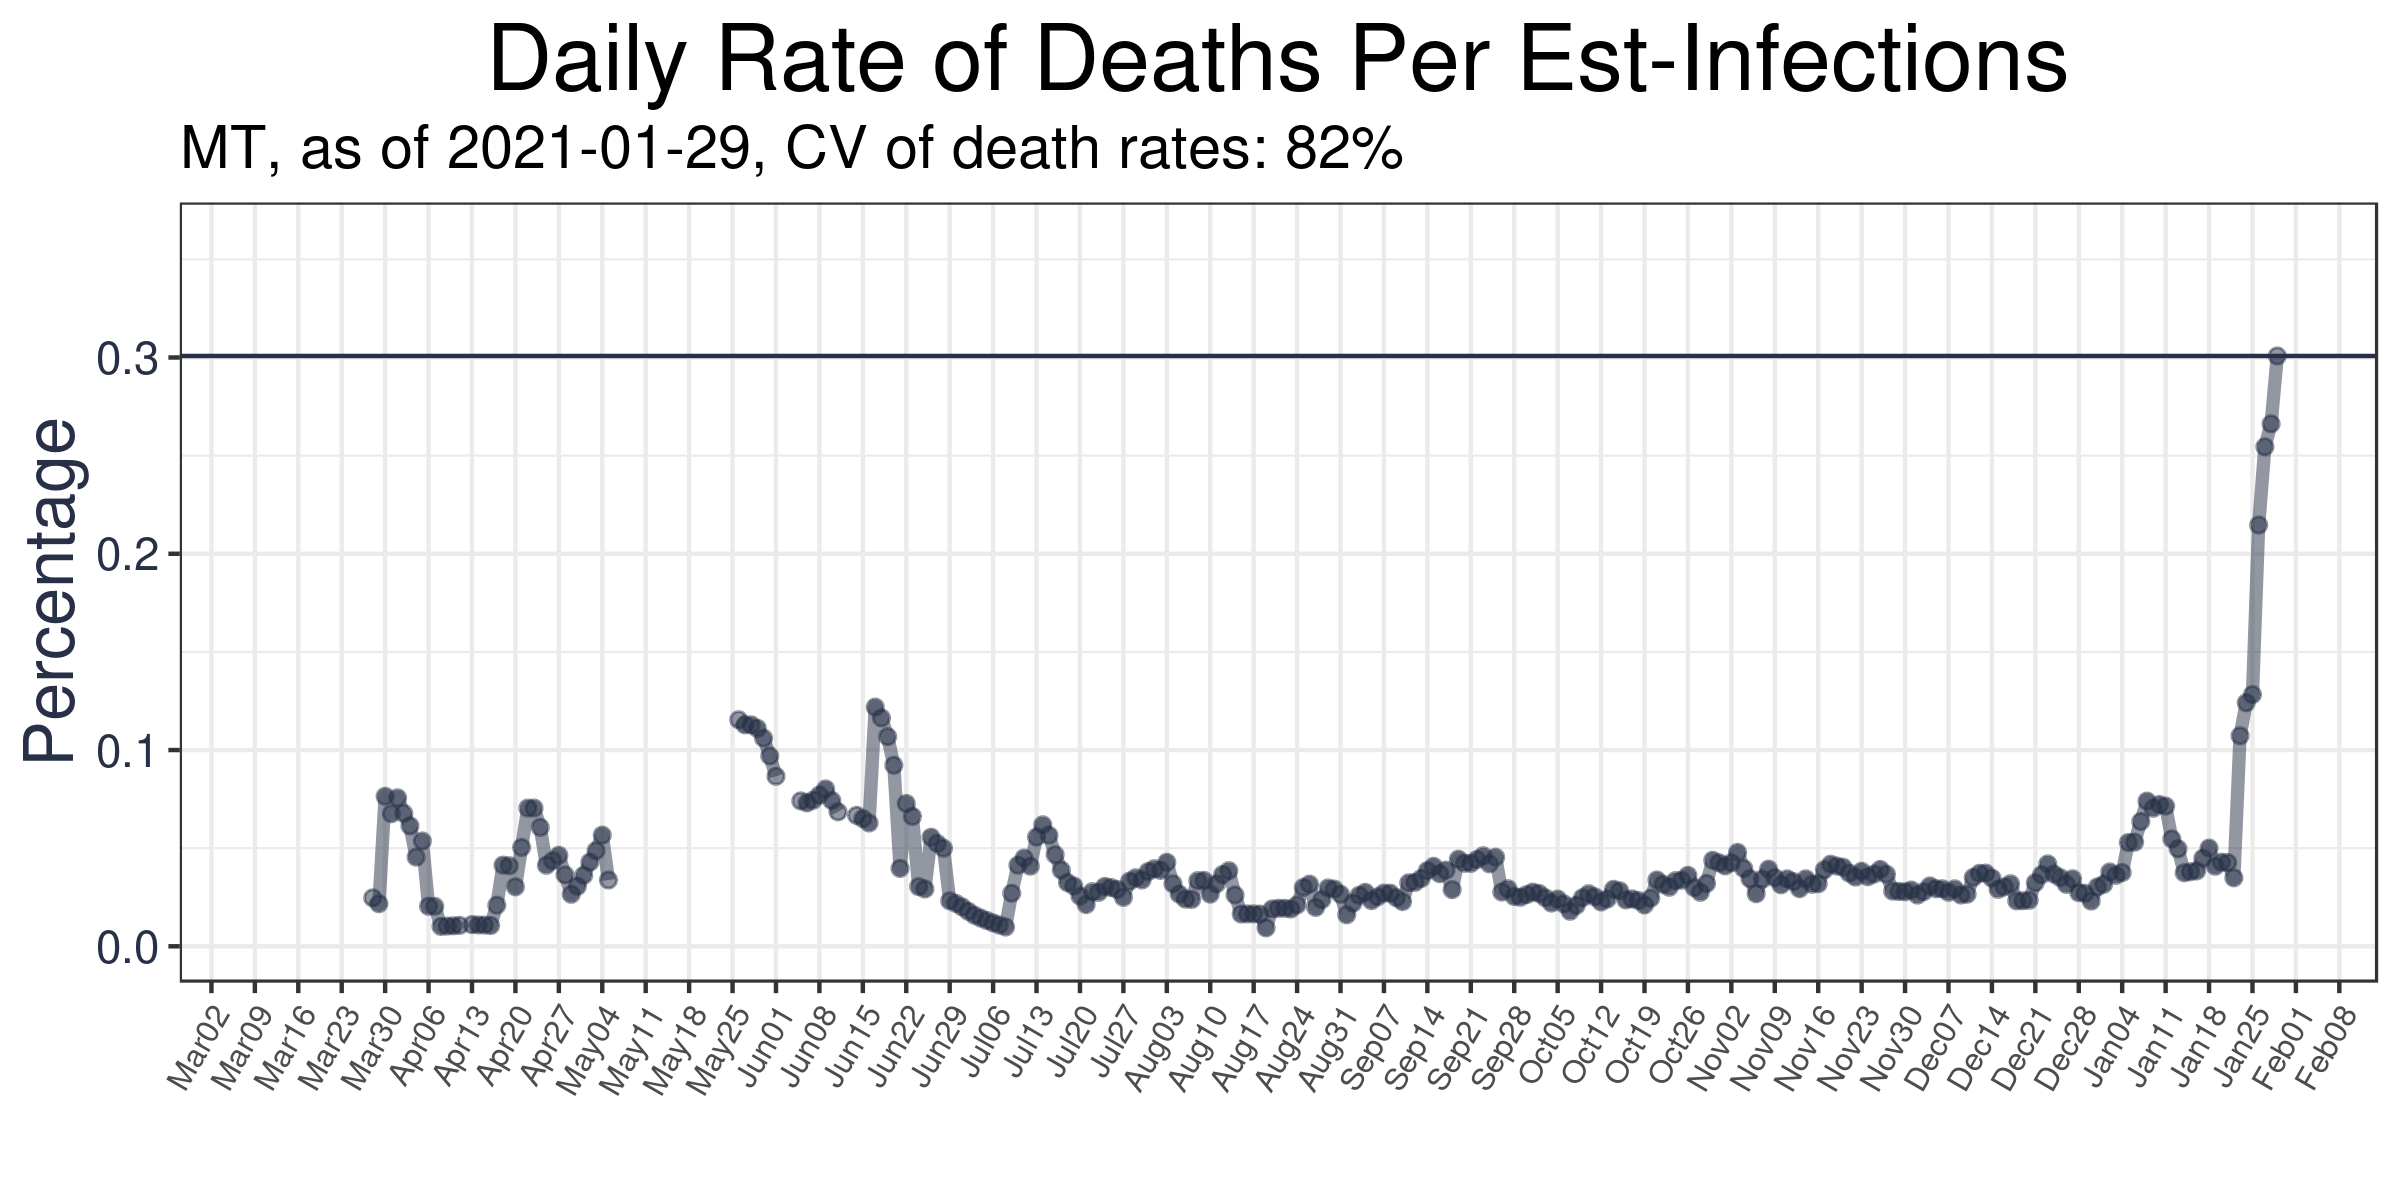 Daily Rate of Deaths Per Est-Infections
MT, as of 2021-01-29, CV of death rates: 82%
Percentage
0.3
0.2
0.1
0.0
Mar02
Mar09
Mar16
Mar23
Mar30
Apr06
Apr13
Apr20
Apr27
May04
May11
May18
May25
Jun01
Jun08
Jun15
Jun22
Jun29
Jul06
Jul13
Jul20
Jul27
Aug03
Aug10
Aug17
Aug24
Aug31
Sep07
Sep14
Sep21
Sep28
Oct05
Oct12
Oct19
Oct26
Nov02
Nov09
Nov16
Nov23
Nov30
Dec07
Dec14
Dec21
Dec28
Jan04
Jan11
Jan18
Jan25
Feb01
Feb08